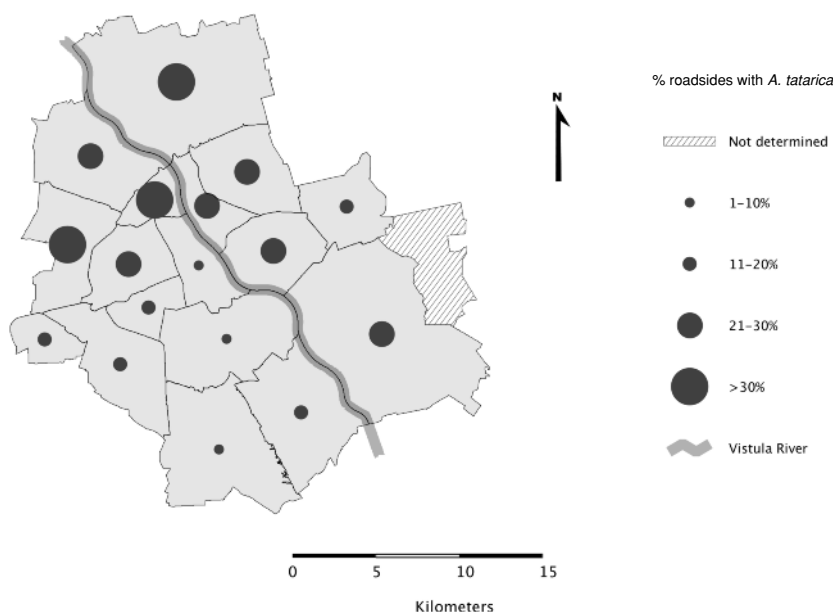 % roadsides with A. tatarica
N
Not determined
1–10%
11–20%
21–30%
>30%
Vistula River
0 5 10 15
Kilometers